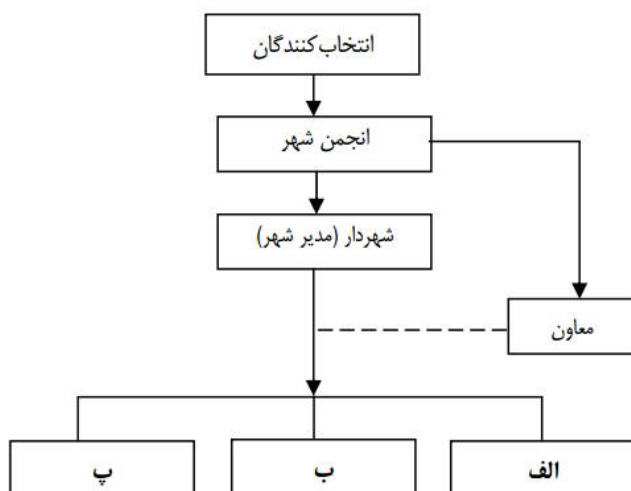 انتخاب‌کنندگان
انجمن شهر
شهردار (مدیر شهر)
معاون
الف
ب
پ